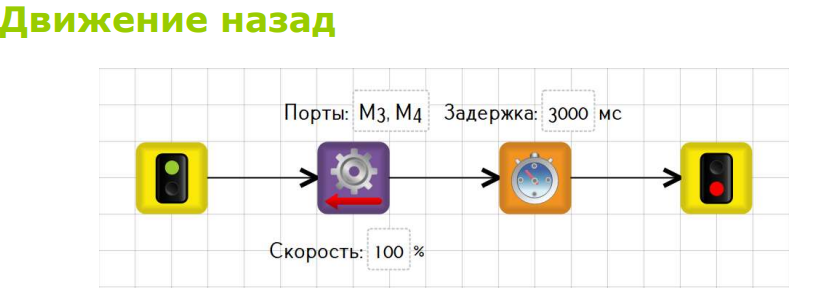 Движение назад
Порты: M3, M4 Задержка: 3000 мс
Скорость: 100 %